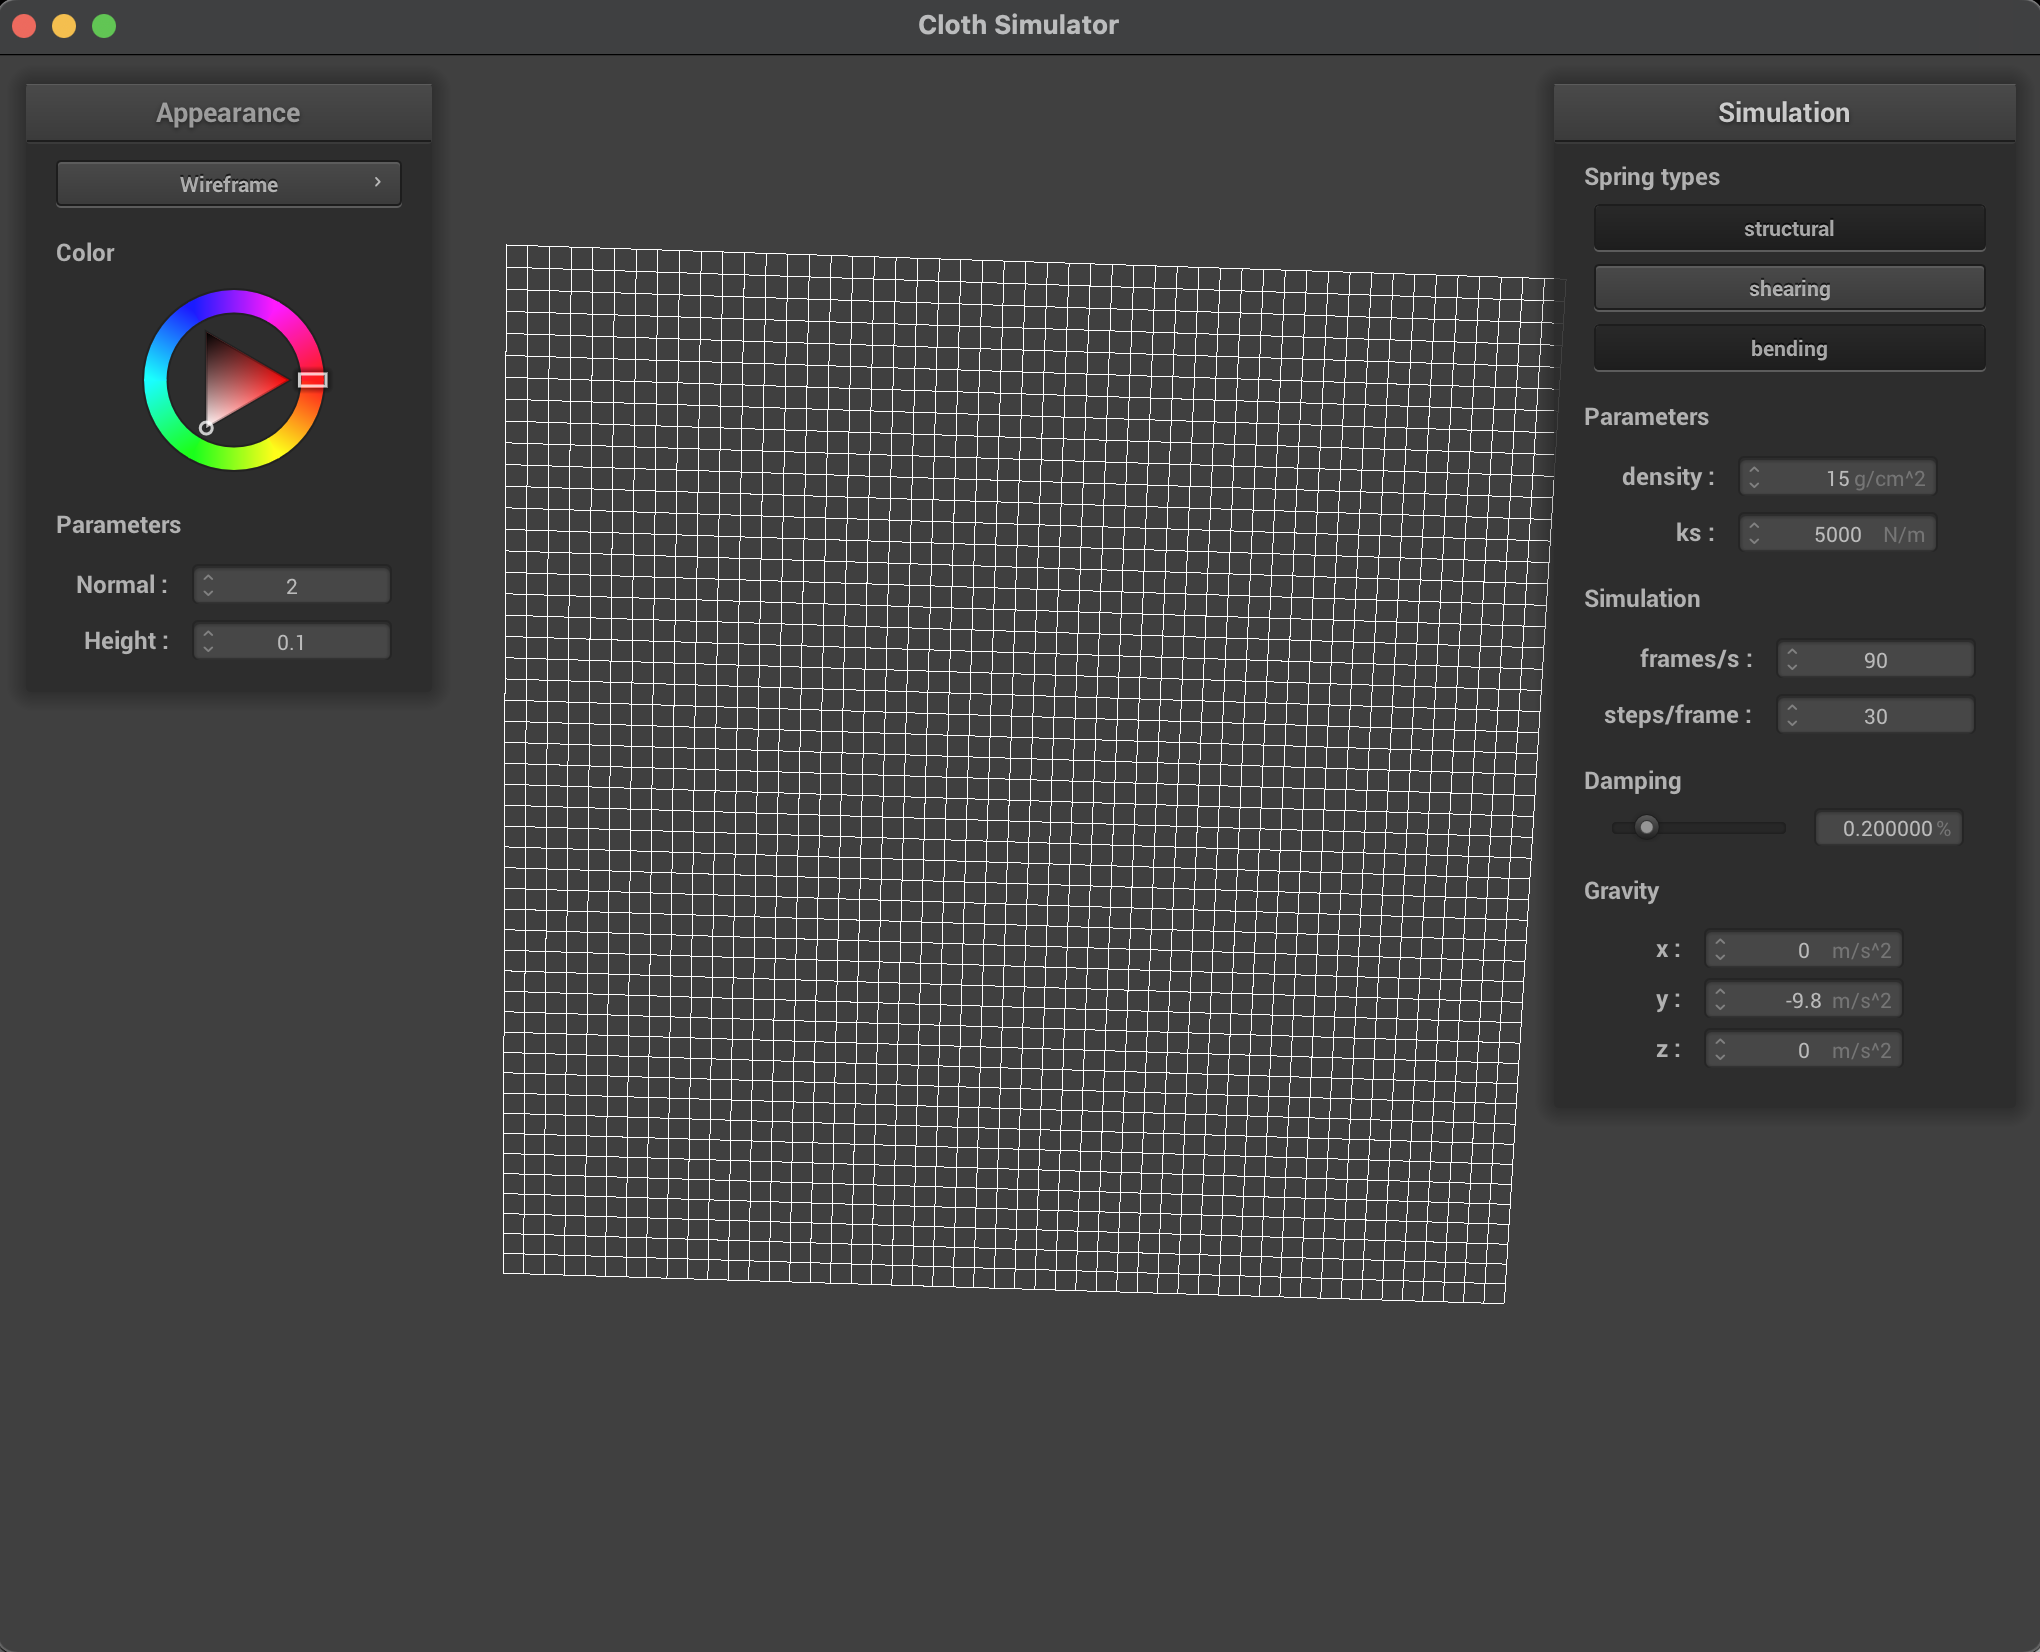 Cloth Simulator
Appearance
Wireframe
Color
Parameters
Normal : 2
Height : 0.1
Simulation
Spring types
structural
shearing
bending
Parameters
density : 15 g/cm^2
ks : 5000 N/m
Simulation
frames/s : 90
steps/frame : 30
Damping
0.200000 %
Gravity
x : 0 m/s^2
y : -9.8 m/s^2
z : 0 m/s^2